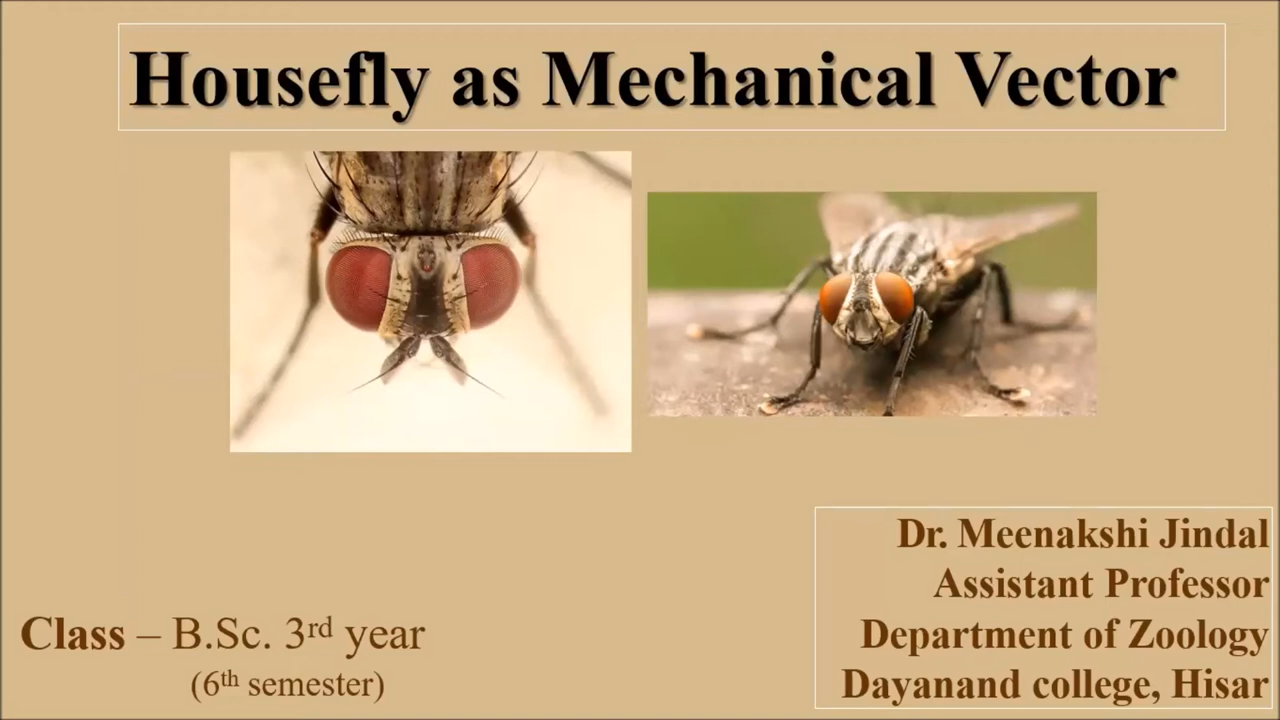 Housefly as Mechanical Vector
Dr. Meenakshi Jindal
Assistant Professor
Department of Zoology
Dayanand college, Hisar
Class – B.Sc. 3rd year
(6th semester)